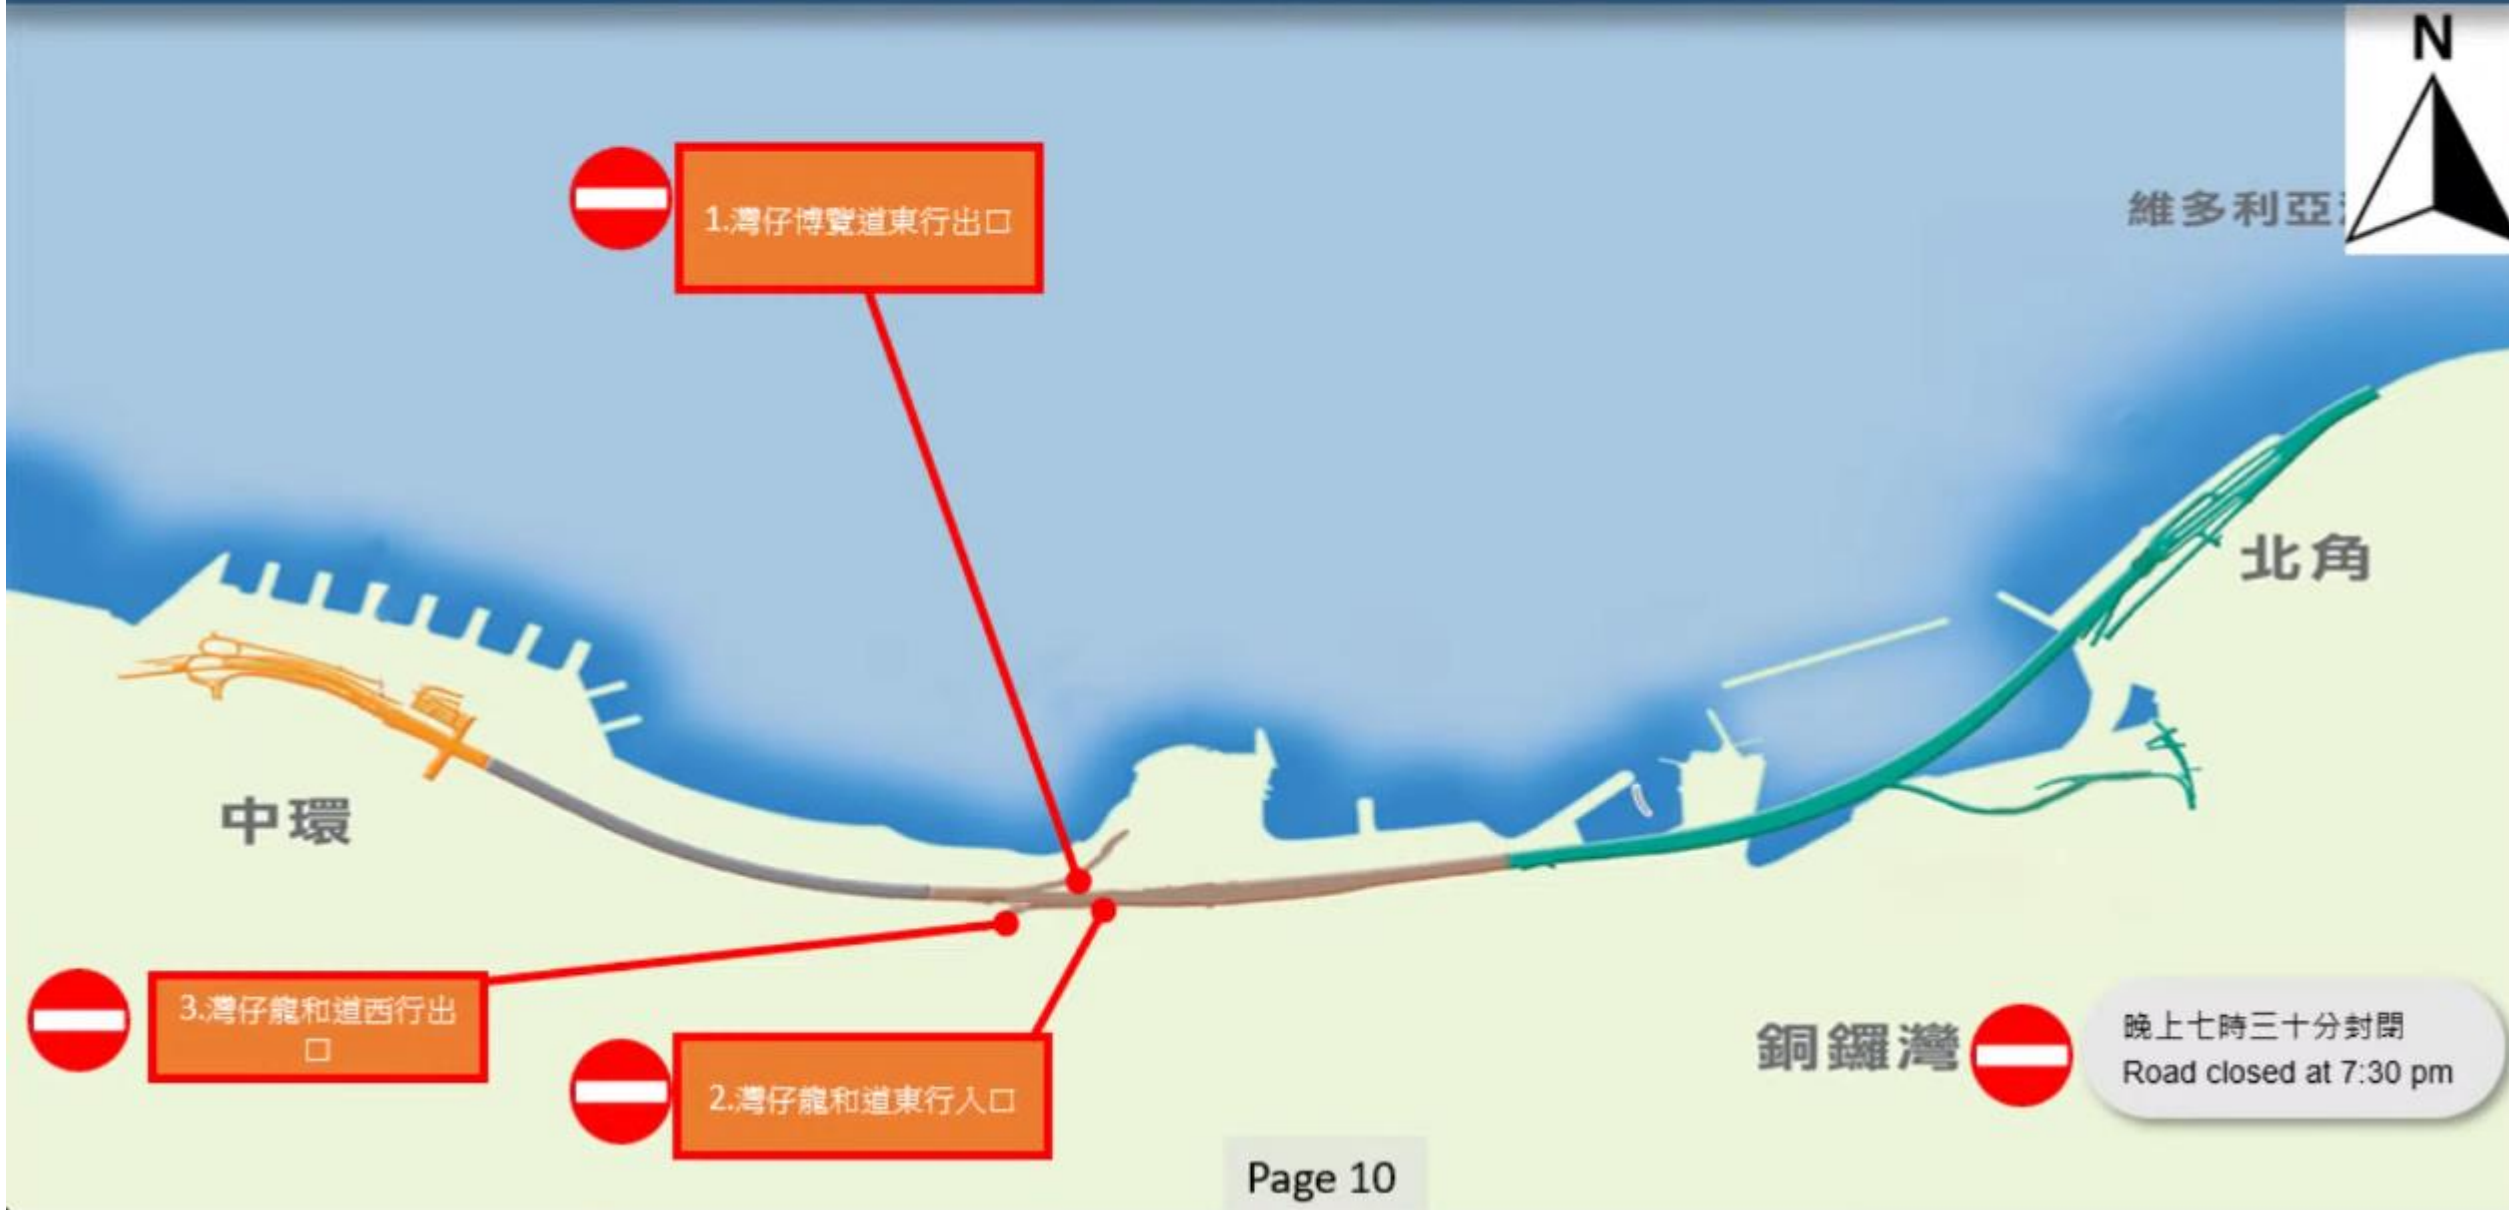 N
1.灣仔博覽道東行出口
維多利亞
北角
中環
3.灣仔龍和道西行出
口
2.灣仔龍和道東行入口
銅鑼灣
晚上七時三十分封閉
Road closed at 7:30 pm
Page 10